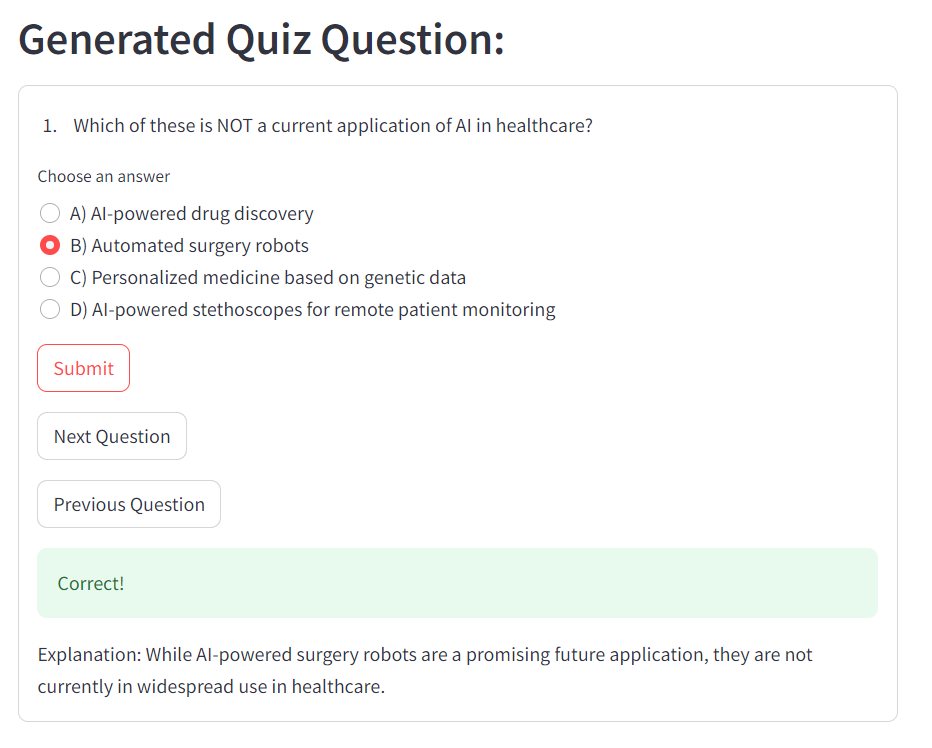 Generated Quiz Question:
1. Which of these is NOT a current application of AI in healthcare?
Choose an answer
A) AI-powered drug discovery
B) Automated surgery robots
C) Personalized medicine based on genetic data
D) AI-powered stethoscopes for remote patient monitoring
Submit
Next Question
Previous Question
Correct!
Explanation: While AI-powered surgery robots are a promising future application, they are not
currently in widespread use in healthcare.